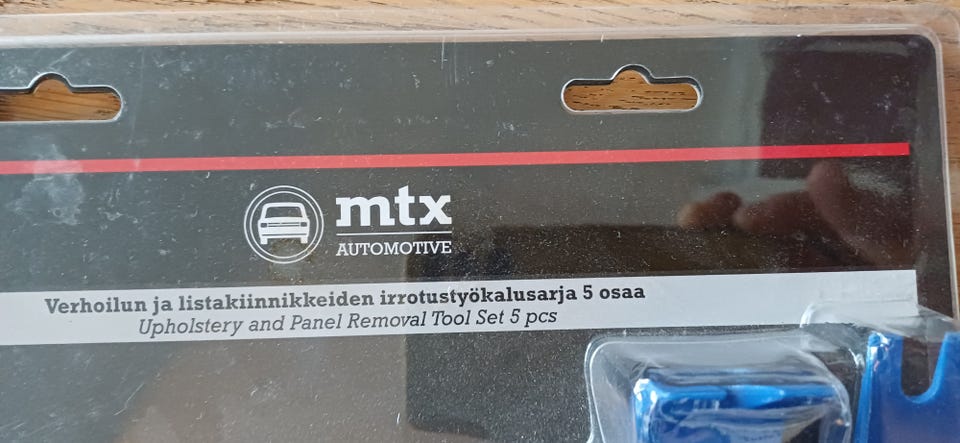 mtx
AUTOMOTIVE
Verhoilun ja listakiinnikkeiden irrotustyökalusarja 5 osaa
Upholstery and Panel Removal Tool Set 5 pcs